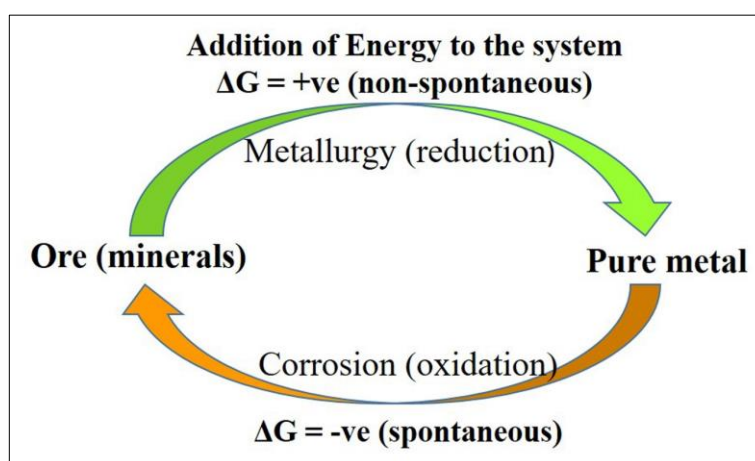 Addition of Energy to the system
ΔG = +ve (non-spontaneous)
Metallurgy (reduction)
Ore (minerals)
Pure metal
Corrosion (oxidation)
ΔG = -ve (spontaneous)